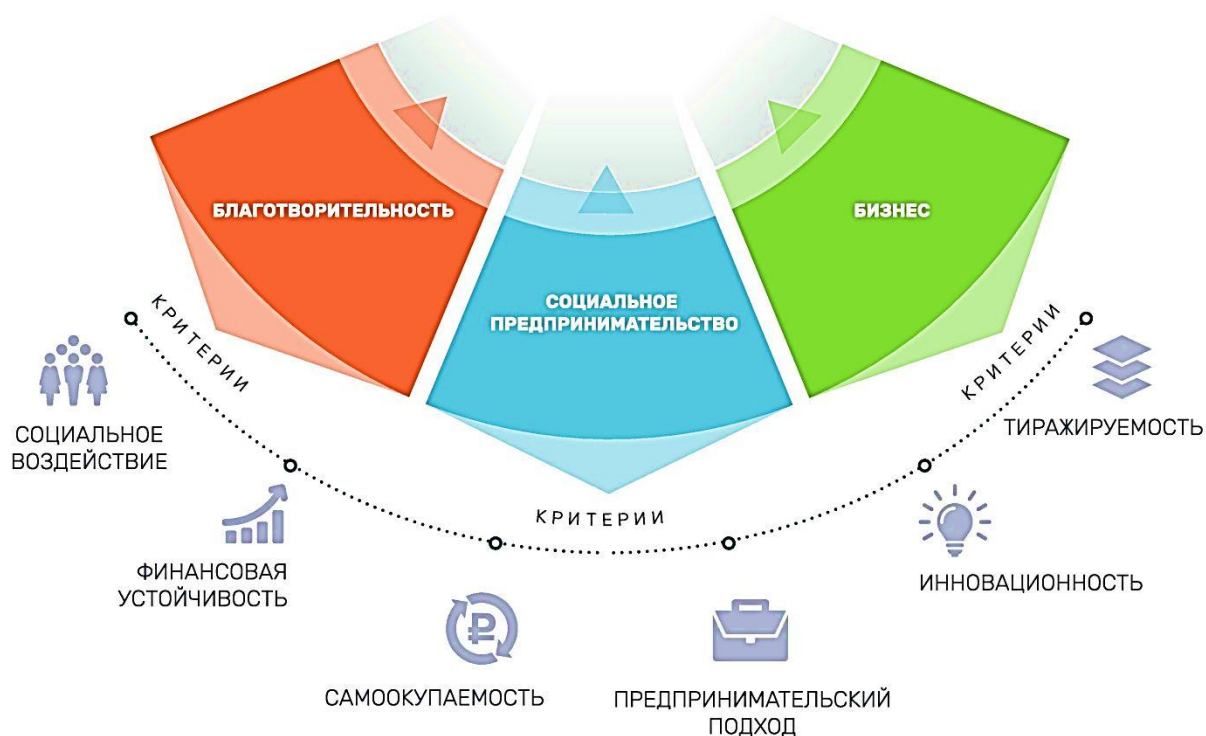 БЛАГОТВОРИТЕЛЬНОСТЬ
СОЦИАЛЬНОЕ
ПРЕДПРИНИМАТЕЛЬСТВО
БИЗНЕС
КРИТЕРИИ
КРИТЕРИИ
КРИТЕРИИ
СОЦИАЛЬНОЕ
ВОЗДЕЙСТВИЕ
ФИНАНСОВАЯ
УСТОЙЧИВОСТЬ
САМООКУПАЕМОСТЬ
ПРЕДПРИНИМАТЕЛЬСКИЙ
ПОДХОД
ИННОВАЦИОННОСТЬ
ТИРАЖИРУЕМОСТЬ